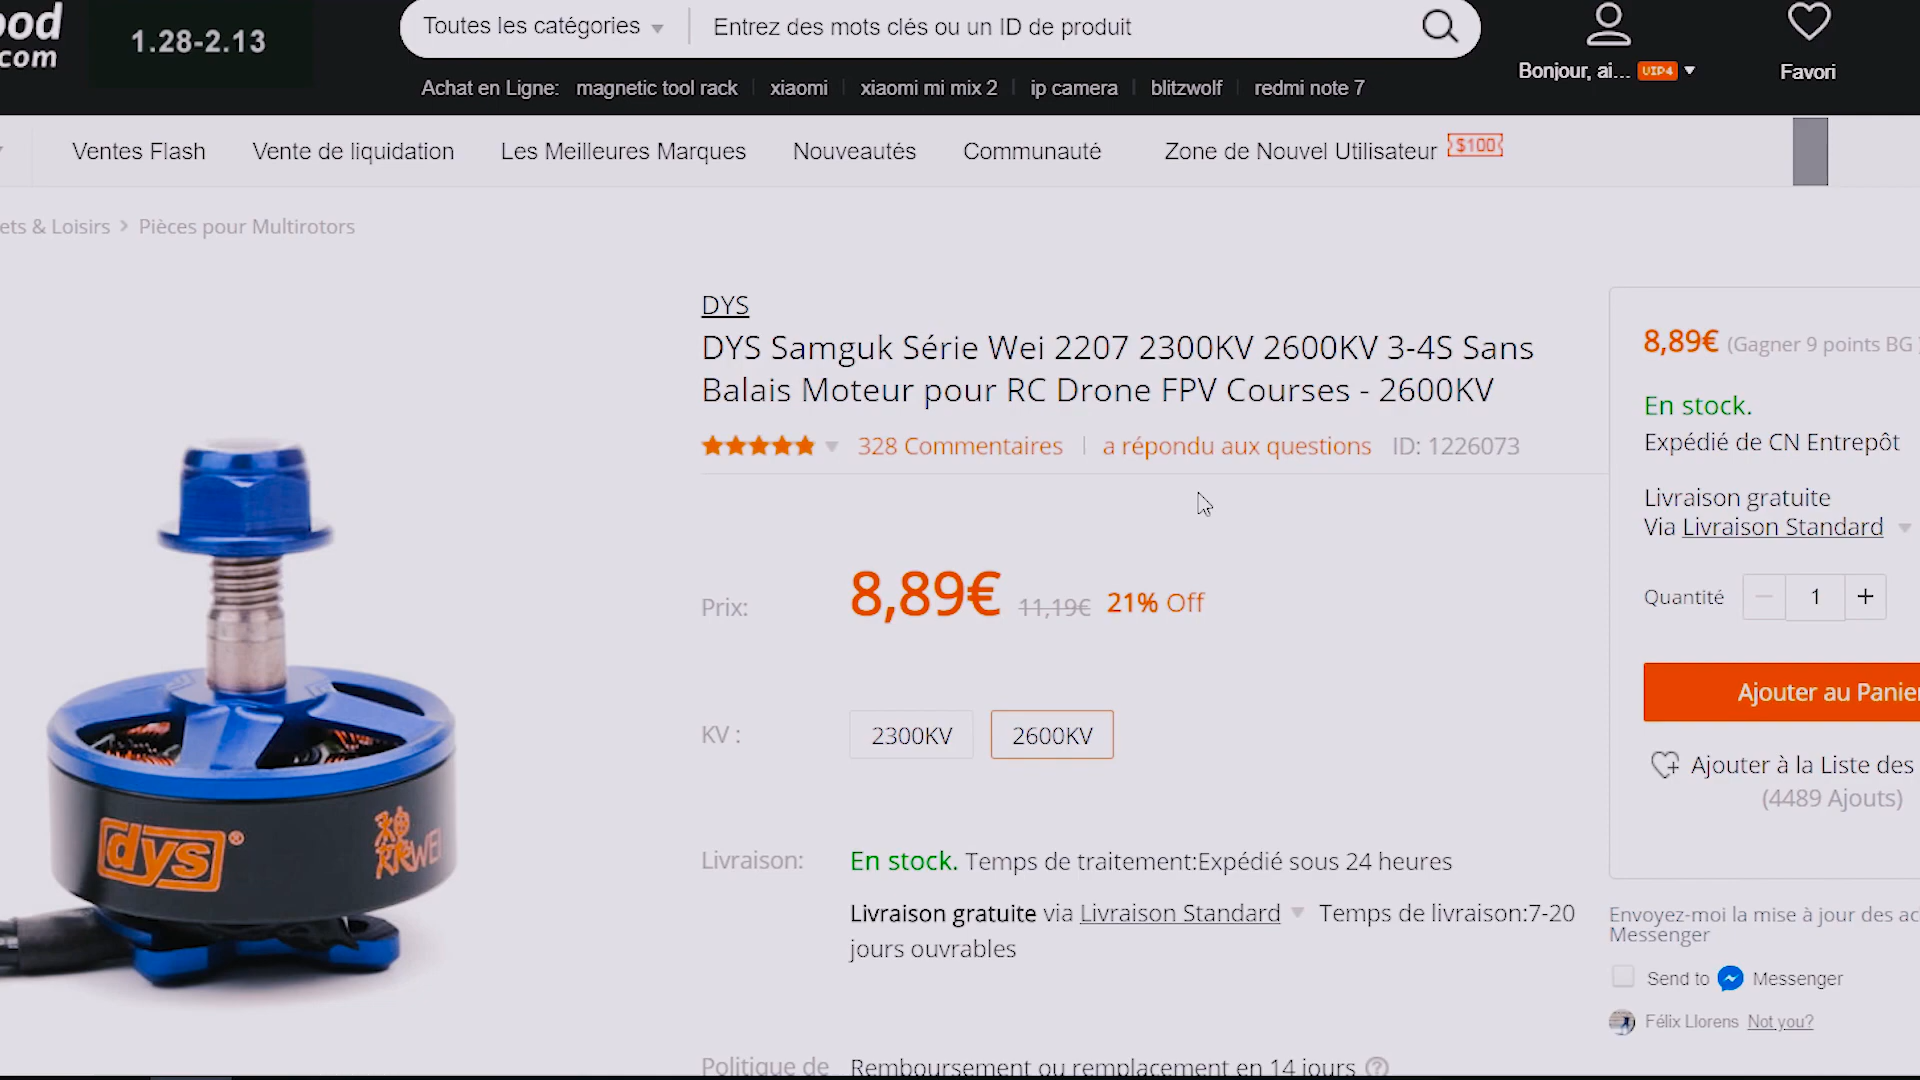 ood
com
1.28-2.13
Toutes les catégories
Entrez des mots clés ou un ID de produit
Bonjour, ai... VIP4
Favori
Achat en Ligne: magnetic tool rack xiaomi xiaomi mi mix 2 ip camera blitzwolf redmi note 7
Ventes Flash Vente de liquidation Les Meilleures Marques Nouveautés Communauté Zone de Nouvel Utilisateur $100
ets & Loisirs > Pièces pour Multirotors
DYS
DYS Samguk Série Wei 2207 2300KV 2600KV 3-4S Sans
Balais Moteur pour RC Drone FPV Courses - 2600KV
328 Commentaires a répondu aux questions ID: 1226073
Prix: 8,89€ 11,19€ 21% Off
KV : 2300KV 2600KV
Livraison: En stock. Temps de traitement:Expédié sous 24 heures
Livraison gratuite via Livraison Standard Temps de livraison:7-20
jours ouvrables
Politique de Remboursement ou remplacement en 14 jours ?
8,89€ (Gagner 9 points BG )
En stock.
Expédié de CN Entrepôt
Livraison gratuite
Via Livraison Standard
Quantité — 1 +
Ajouter au Panier
Ajouter à la Liste des
(4489 Ajouts)
Envoyez-moi la mise à jour des ac
Messenger
Send to Messenger
Félix Llorens Not you?
dys®
WEI